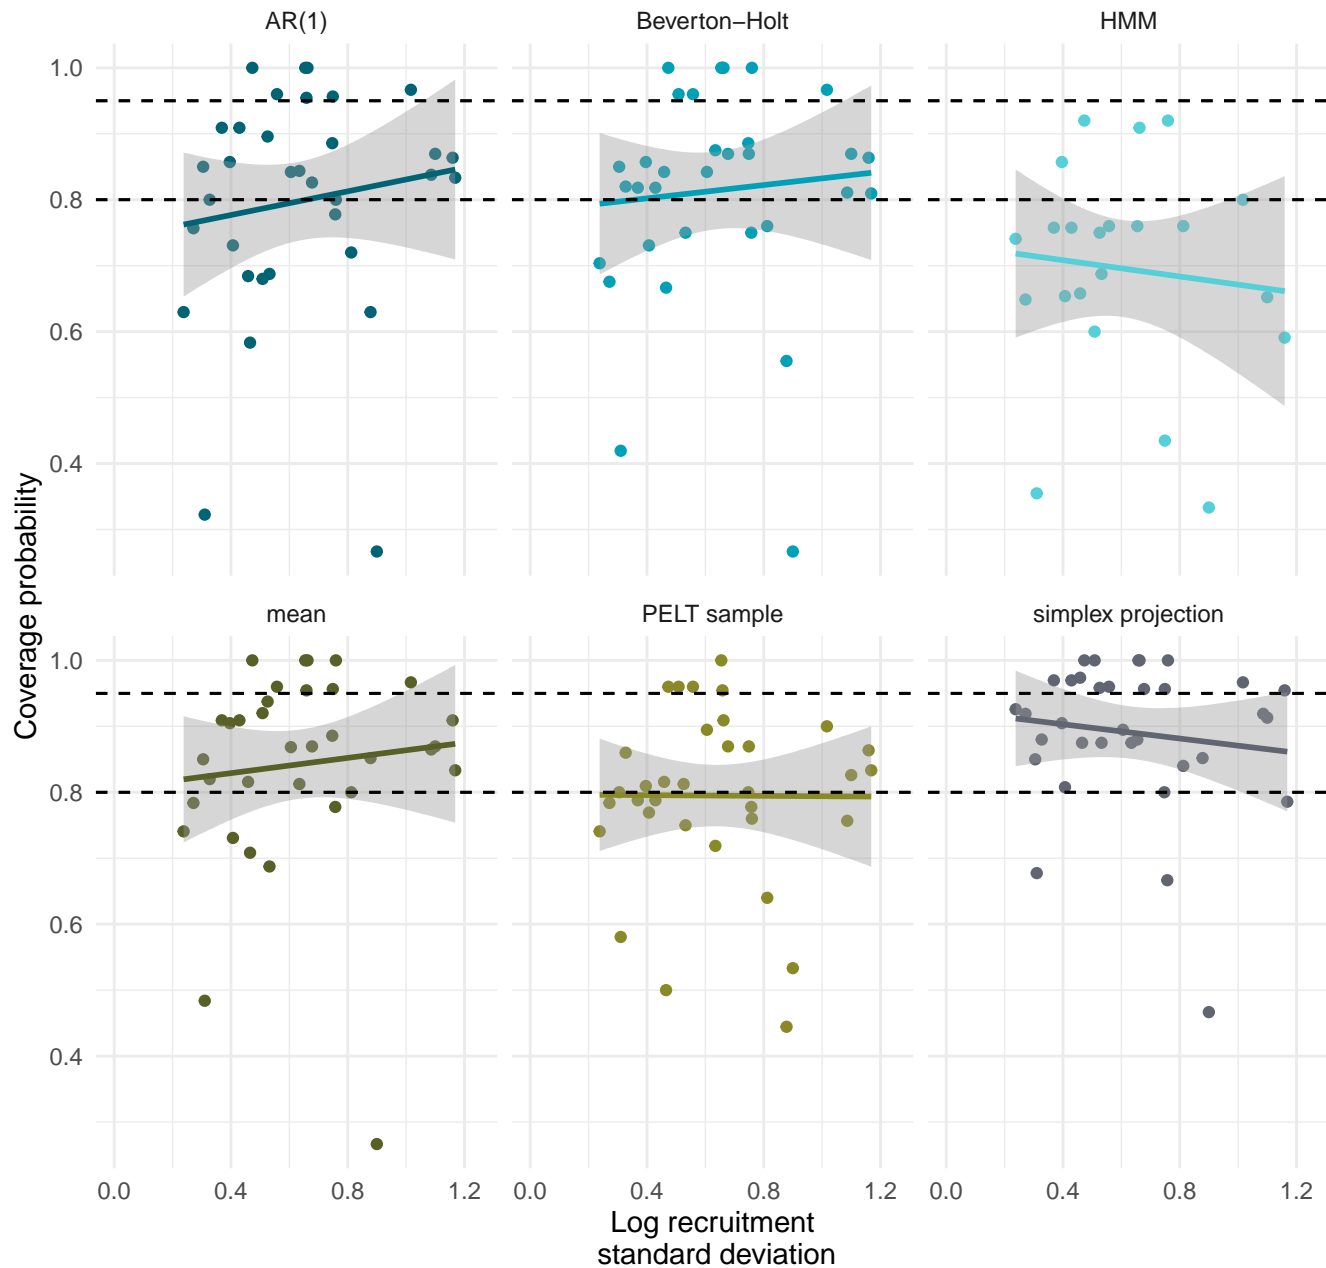 AR(1)
Beverton−Holt
HMM
1.0
0.8
0.6
0.4
mean
PELT sample
simplex projection
1.0
0.8
0.6
0.4
0.0 0.4 0.8 1.2
0.0 0.4 0.8 1.2
0.0 0.4 0.8 1.2
Coverage probability
Log recruitment
standard deviation